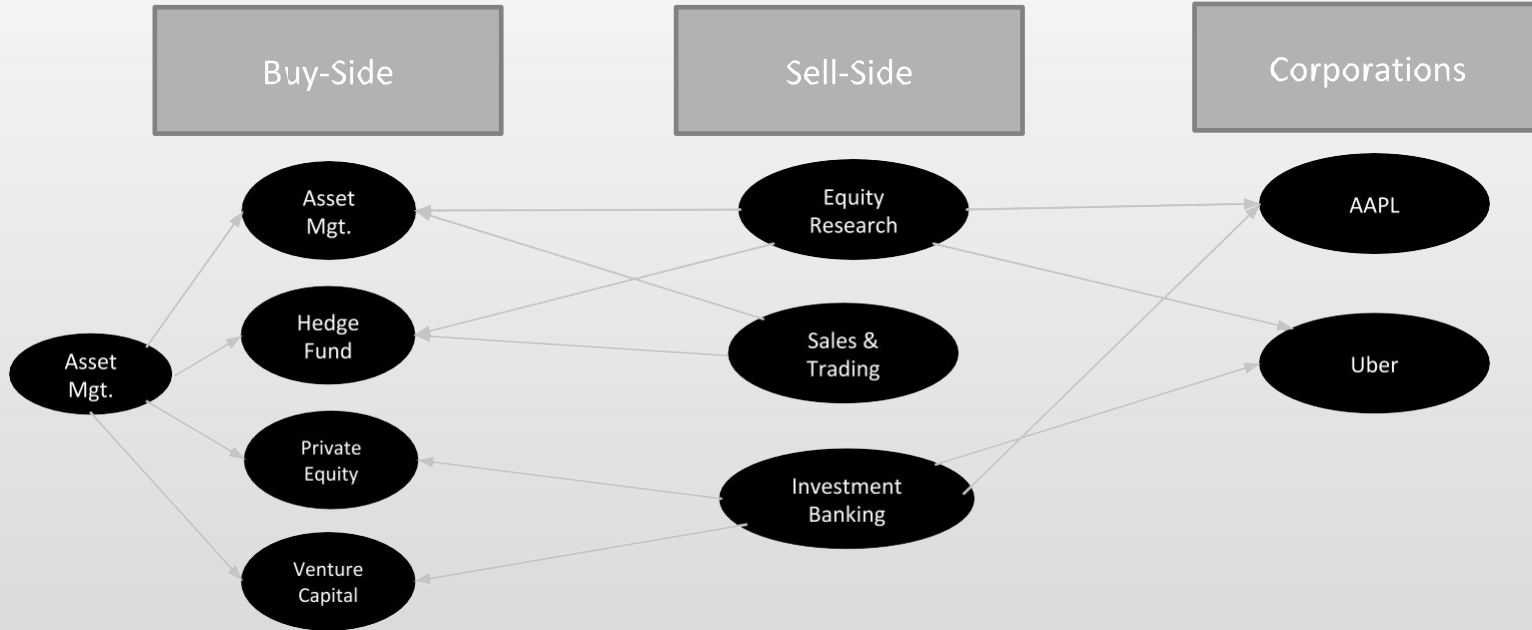 Buy-Side
Sell-Side
Corporations
Asset
Mgt.
Equity
Research
AAPL
Hedge
Fund
Sales &
Trading
Uber
Asset
Mgt.
Private
Equity
Investment
Banking
Venture
Capital